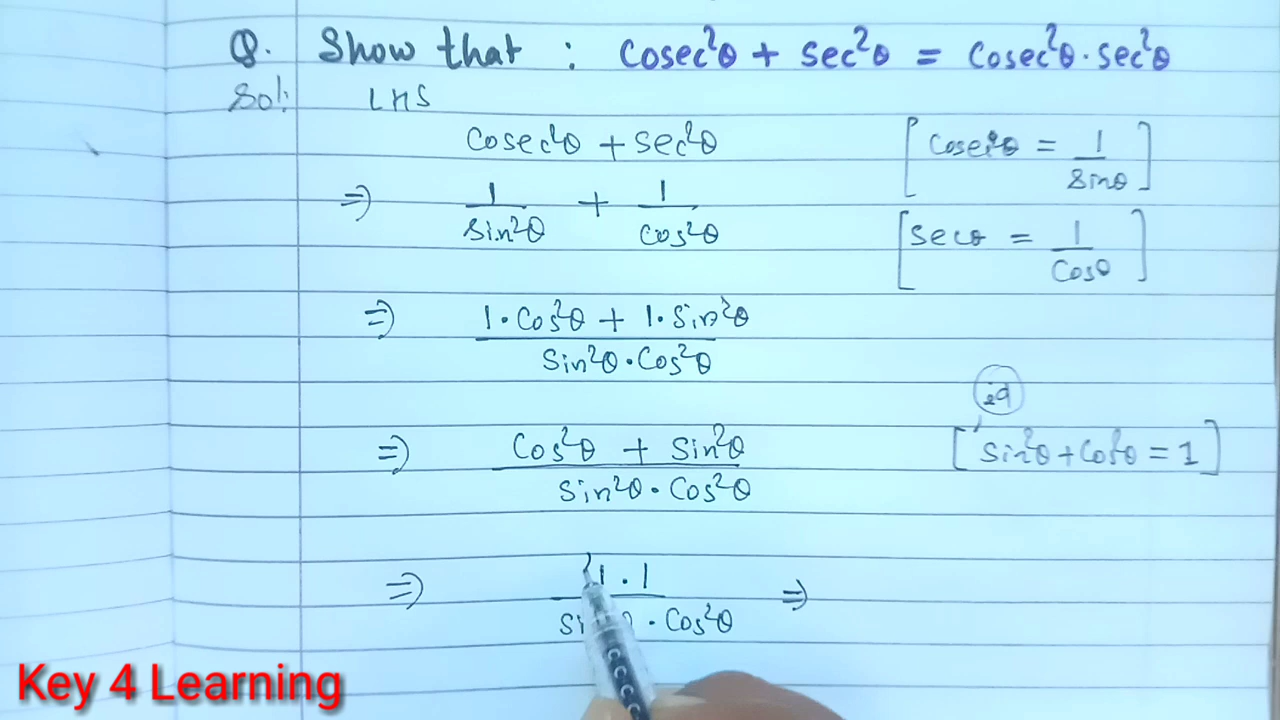 Q. Show that : Cosec²θ + sec²θ = Cosec²θ · sec²θ
Sol: LHS
Cosec²θ + sec²θ [Cosec²θ = 1/sinθ]
⇒ 1/sin²θ + 1/cos²θ [secθ = 1/Cosθ]
⇒ 1·Cos²θ + 1·Sin²θ / Sin²θ·Cos²θ
⇒ Cos²θ + Sin²θ / Sin²θ·Cos²θ [sin²θ + Cos²θ = 1]
⇒ 1·1 / ·Cos²θ ⇒
Key 4 Learning